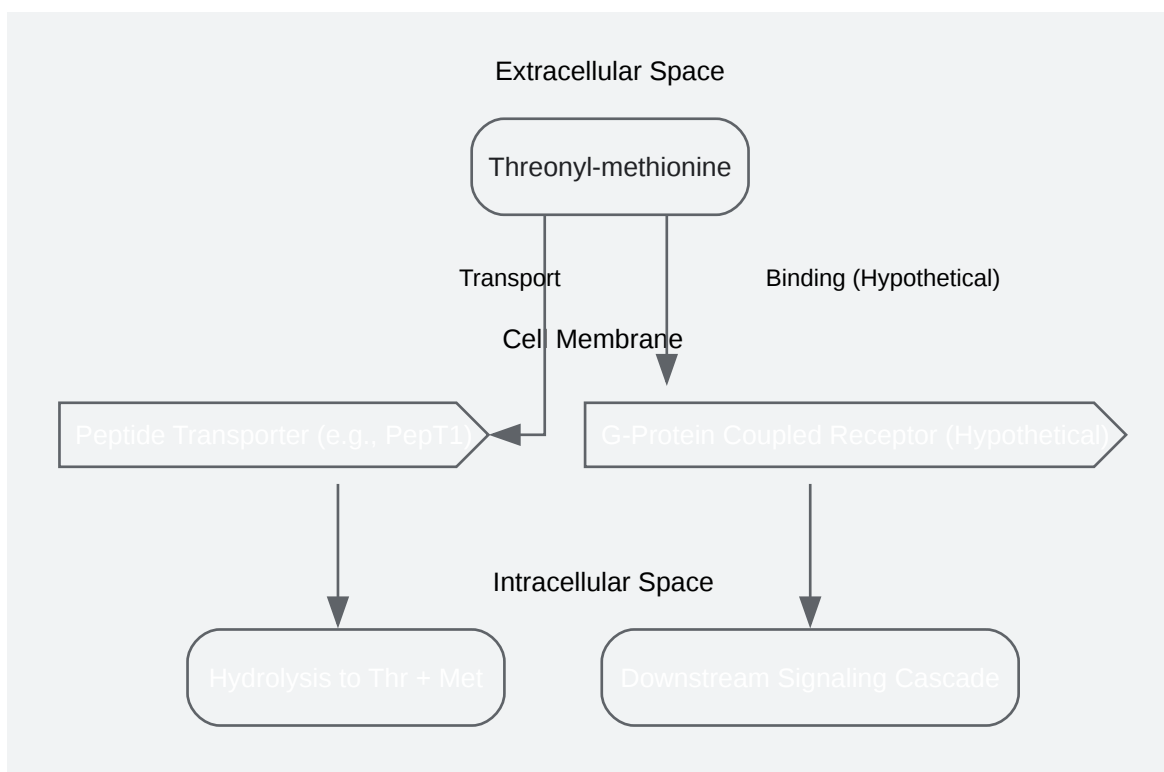 Extracellular Space
Threonyl-methionine
Transport
Binding (Hypothetical)
Cell Membrane
Peptide Transporter (e.g., PepT1)
G-Protein Coupled Receptor (Hypothetical)
Intracellular Space
Hydrolysis to Thr + Met
Downstream Signaling Cascade